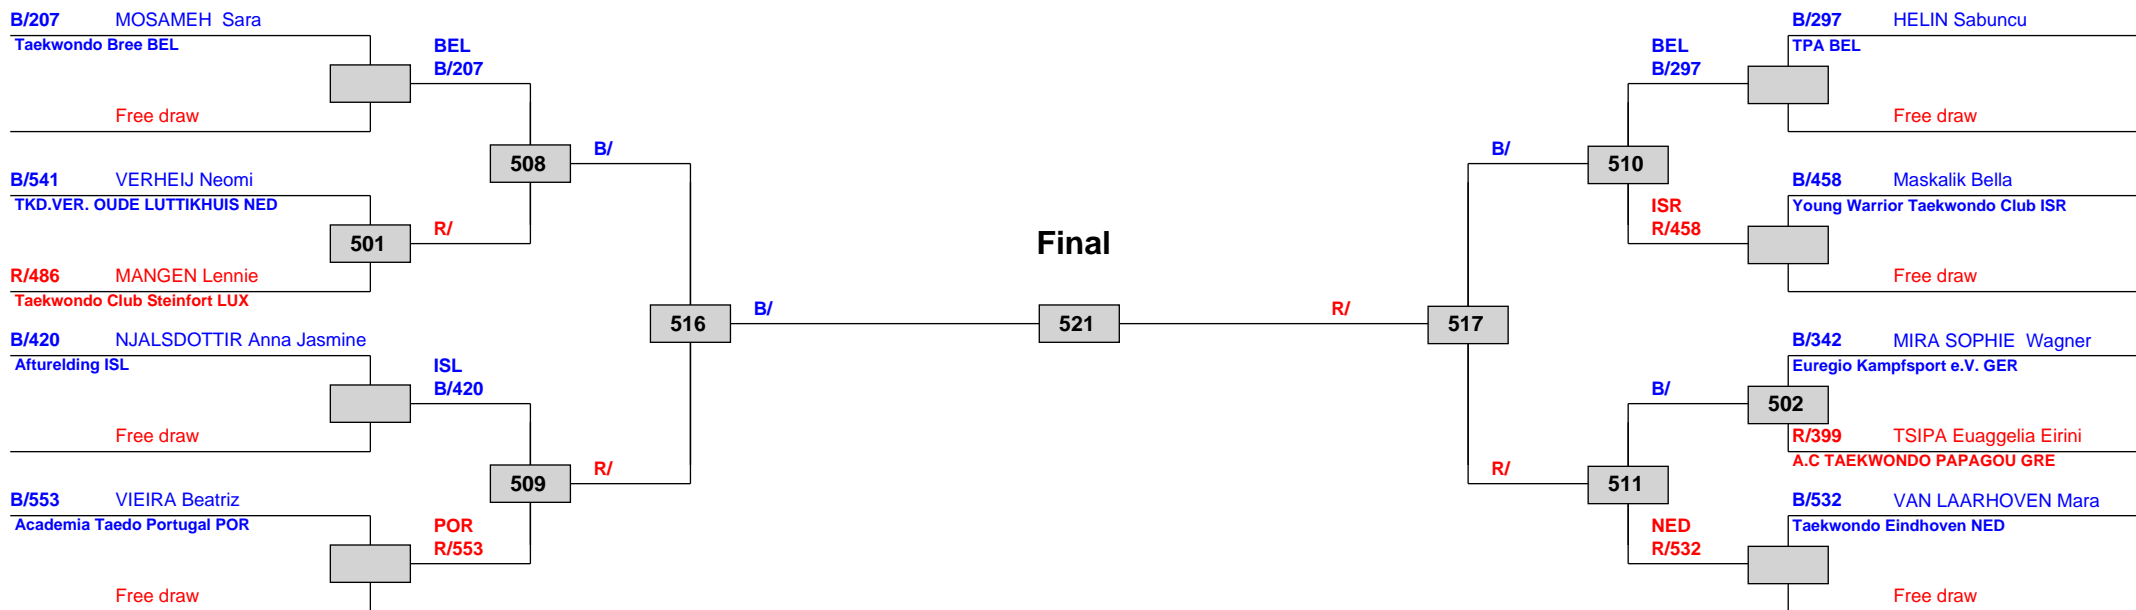 B/207 MOSAMEH Sara
Taekwondo Bree BEL
Free draw
B/541 VERHEIJ Neomi
TKD.VER. OUDE LUTTIKHUIS NED
R/486 MANGEN Lennie
Taekwondo Club Steinfort LUX
B/420 NJALSDOTTIR Anna Jasmine
Afturelding ISL
Free draw
B/553 VIEIRA Beatriz
Academia Taedo Portugal POR
Free draw
501
BEL
B/207
R/
ISL
B/420
POR
R/553
508
509
B/
R/
516
B/
Final
521
R/
517
B/
R/
510
511
BEL
B/297
ISR
R/458
B/
NED
R/532
502
B/297 HELIN Sabuncu
TPA BEL
Free draw
B/458 Maskalik Bella
Young Warrior Taekwondo Club ISR
Free draw
B/342 MIRA SOPHIE Wagner
Euregio Kampfsport e.V. GER
R/399 TSIPA Euaggelia Eirini
A.C TAEKWONDO PAPAGOU GRE
B/532 VAN LAARHOVEN Mara
Taekwondo Eindhoven NED
Free draw